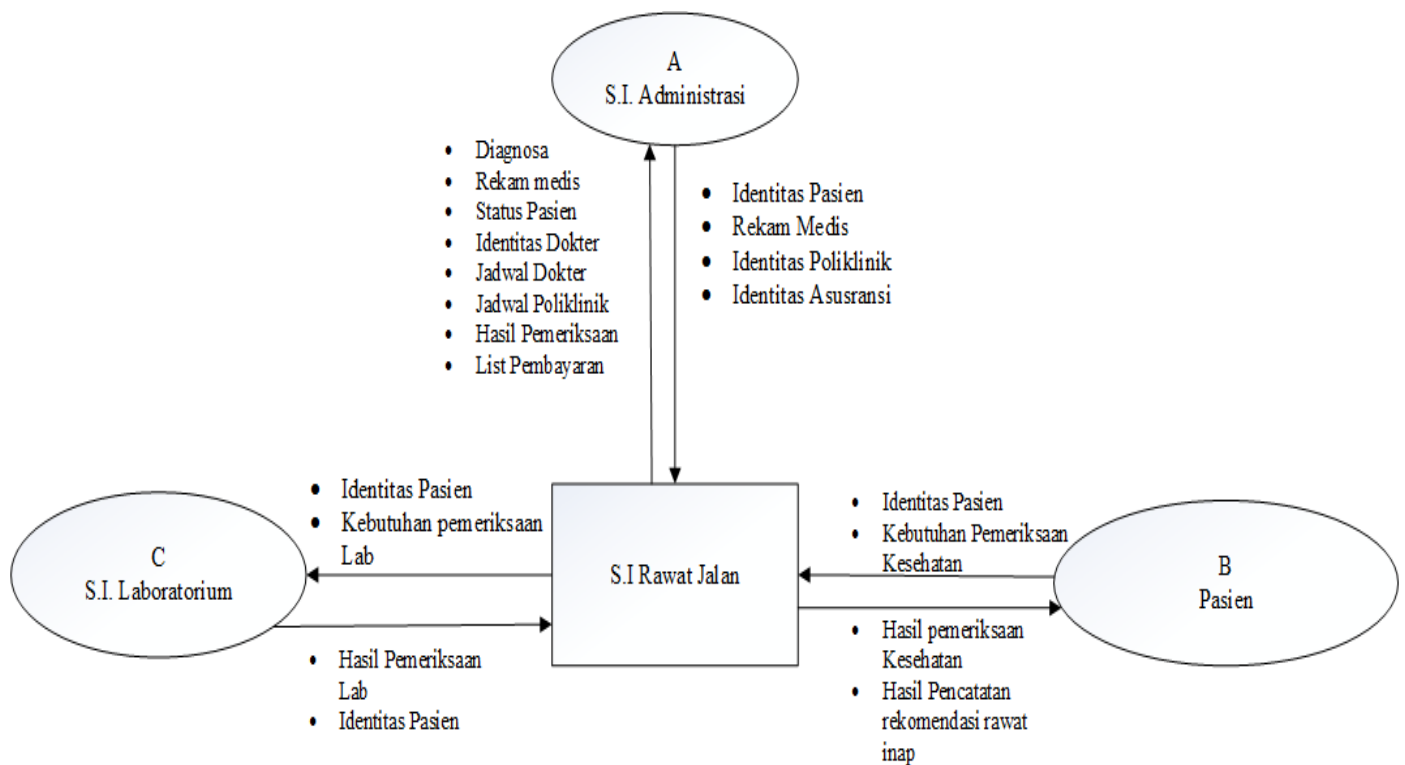 A
S.I. Administrasi
• Diagnosa
• Rekam medis
• Status Pasien
• Identitas Dokter
• Jadwal Dokter
• Jadwal Poliklinik
• Hasil Pemeriksaan
• List Pembayaran
• Identitas Pasien
• Rekam Medis
• Identitas Poliklinik
• Identitas Asusransi
• Identitas Pasien
• Kebutuhan pemeriksaan
Lab
C
S.I. Laboratorium
• Hasil Pemeriksaan
Lab
• Identitas Pasien
S.I Rawat Jalan
• Identitas Pasien
• Kebutuhan Pemeriksaan
Kesehatan
B
Pasien
• Hasil pemeriksaan
Kesehatan
• Hasil Pencatatan
rekomendasi rawat
inap